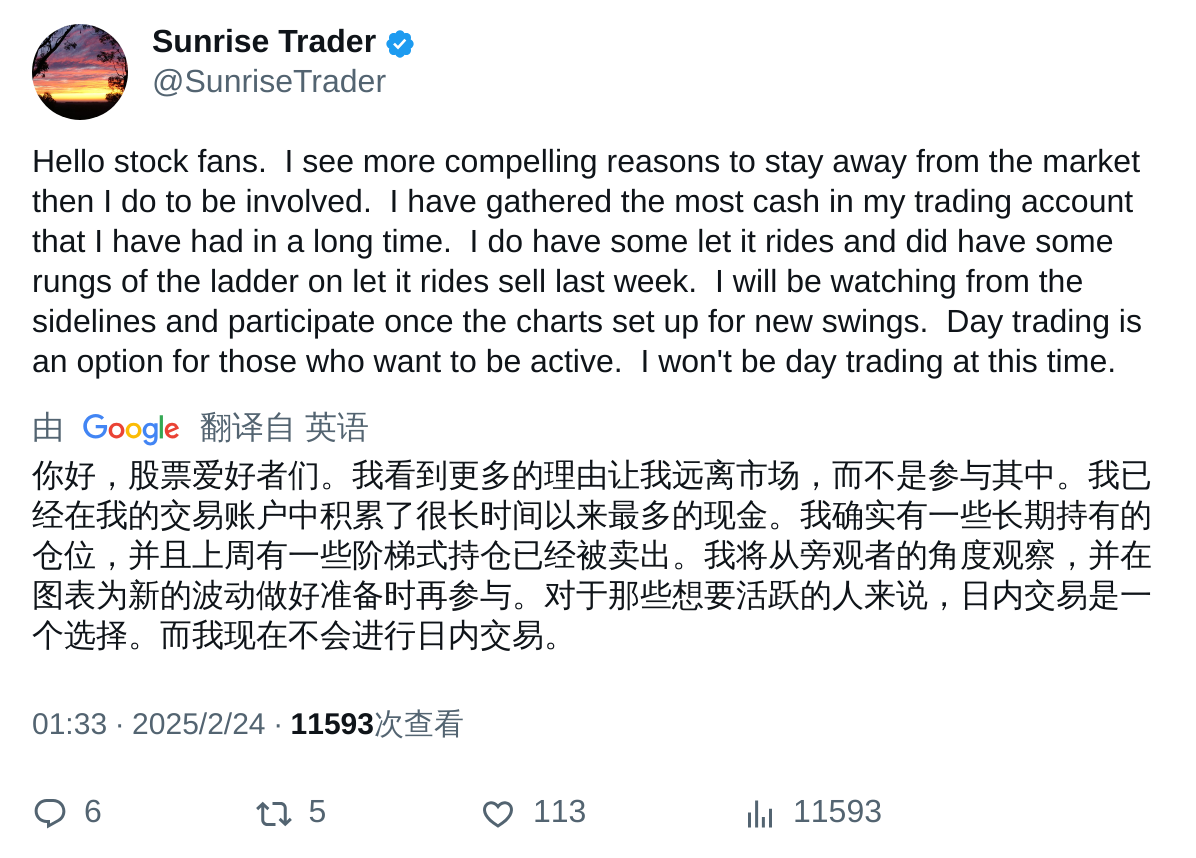 Sunrise Trader
@SunriseTrader
Hello stock fans.  I see more compelling reasons to stay away from the market
then I do to be involved.  I have gathered the most cash in my trading account
that I have had in a long time.  I do have some let it rides and did have some
rungs of the ladder on let it rides sell last week.  I will be watching from the
sidelines and participate once the charts set up for new swings.  Day trading is
an option for those who want to be active.  I won't be day trading at this time.
由 Google 翻译自 英语
你好，股票爱好者们。我看到更多的理由让我远离市场，而不是参与其中。我已
经在我的交易账户中积累了很长时间以来最多的现金。我确实有一些长期持有的
仓位，并且上周有一些阶梯式持仓已经被卖出。我将从旁观者的角度观察，并在
图表为新的波动做好准备时再参与。对于那些想要活跃的人来说，日内交易是一
个选择。而我现在不会进行日内交易。
01:33 · 2025/2/24 · 11593次查看
6 5 113 11593